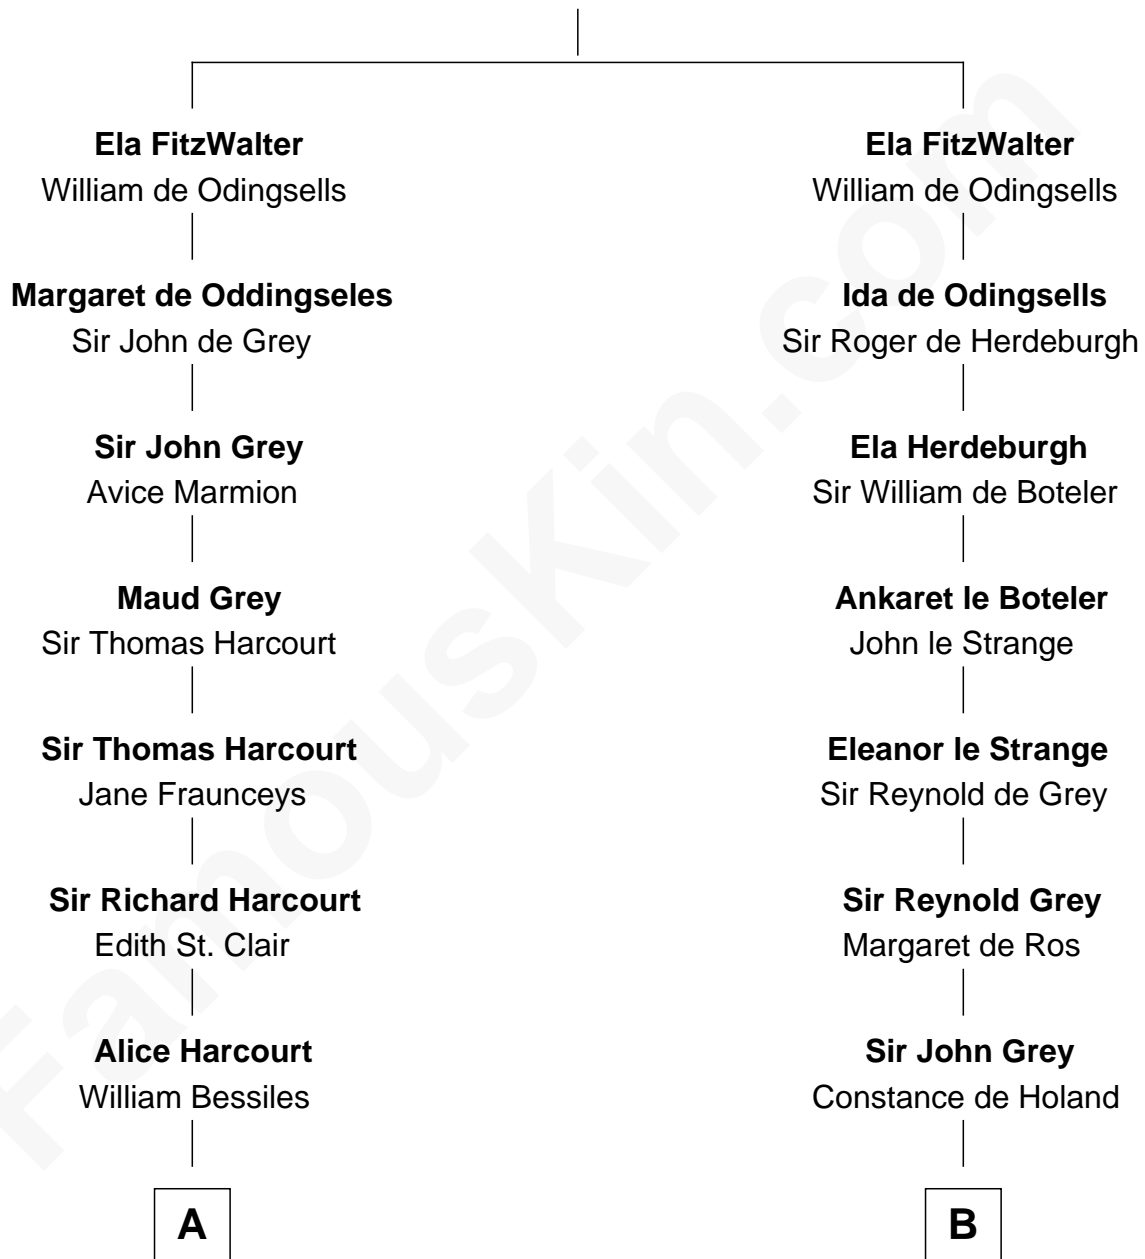 Ela FitzWalter
William de Odingsells
Margaret de Oddingseles
Sir John de Grey
Sir John Grey
Avice Marmion
Maud Grey
Sir Thomas Harcourt
Sir Thomas Harcourt
Jane Fraunceys
Sir Richard Harcourt
Edith St. Clair
Alice Harcourt
William Bessiles
A
Ela FitzWalter
William de Odingsells
Ida de Odingsells
Sir Roger de Herdeburgh
Ela Herdeburgh
Sir William de Boteler
Ankaret le Boteler
John le Strange
Eleanor le Strange
Sir Reynold de Grey
Sir Reynold Grey
Margaret de Ros
Sir John Grey
Constance de Holand
B
FamousKin.com